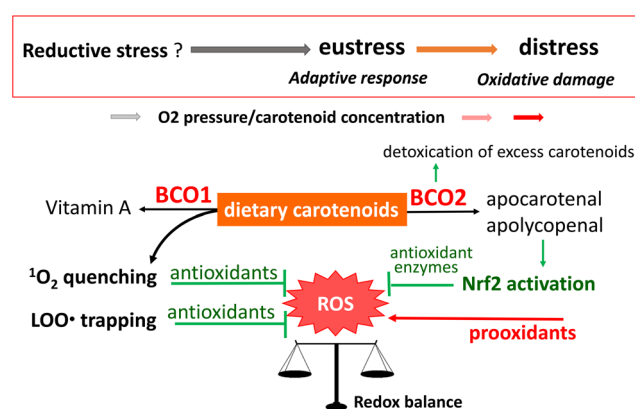 Reductive stress ? eustress distress
Adaptive response Oxidative damage
O2 pressure/carotenoid concentration
detoxication of excess carotenoids
BCO1 BCO2
Vitamin A dietary carotenoids apocarotenal
apolycopenal
antioxidant
enzymes
¹O₂ quenching antioxidants ROS Nrf2 activation
LOO• trapping antioxidants
prooxidants
Redox balance